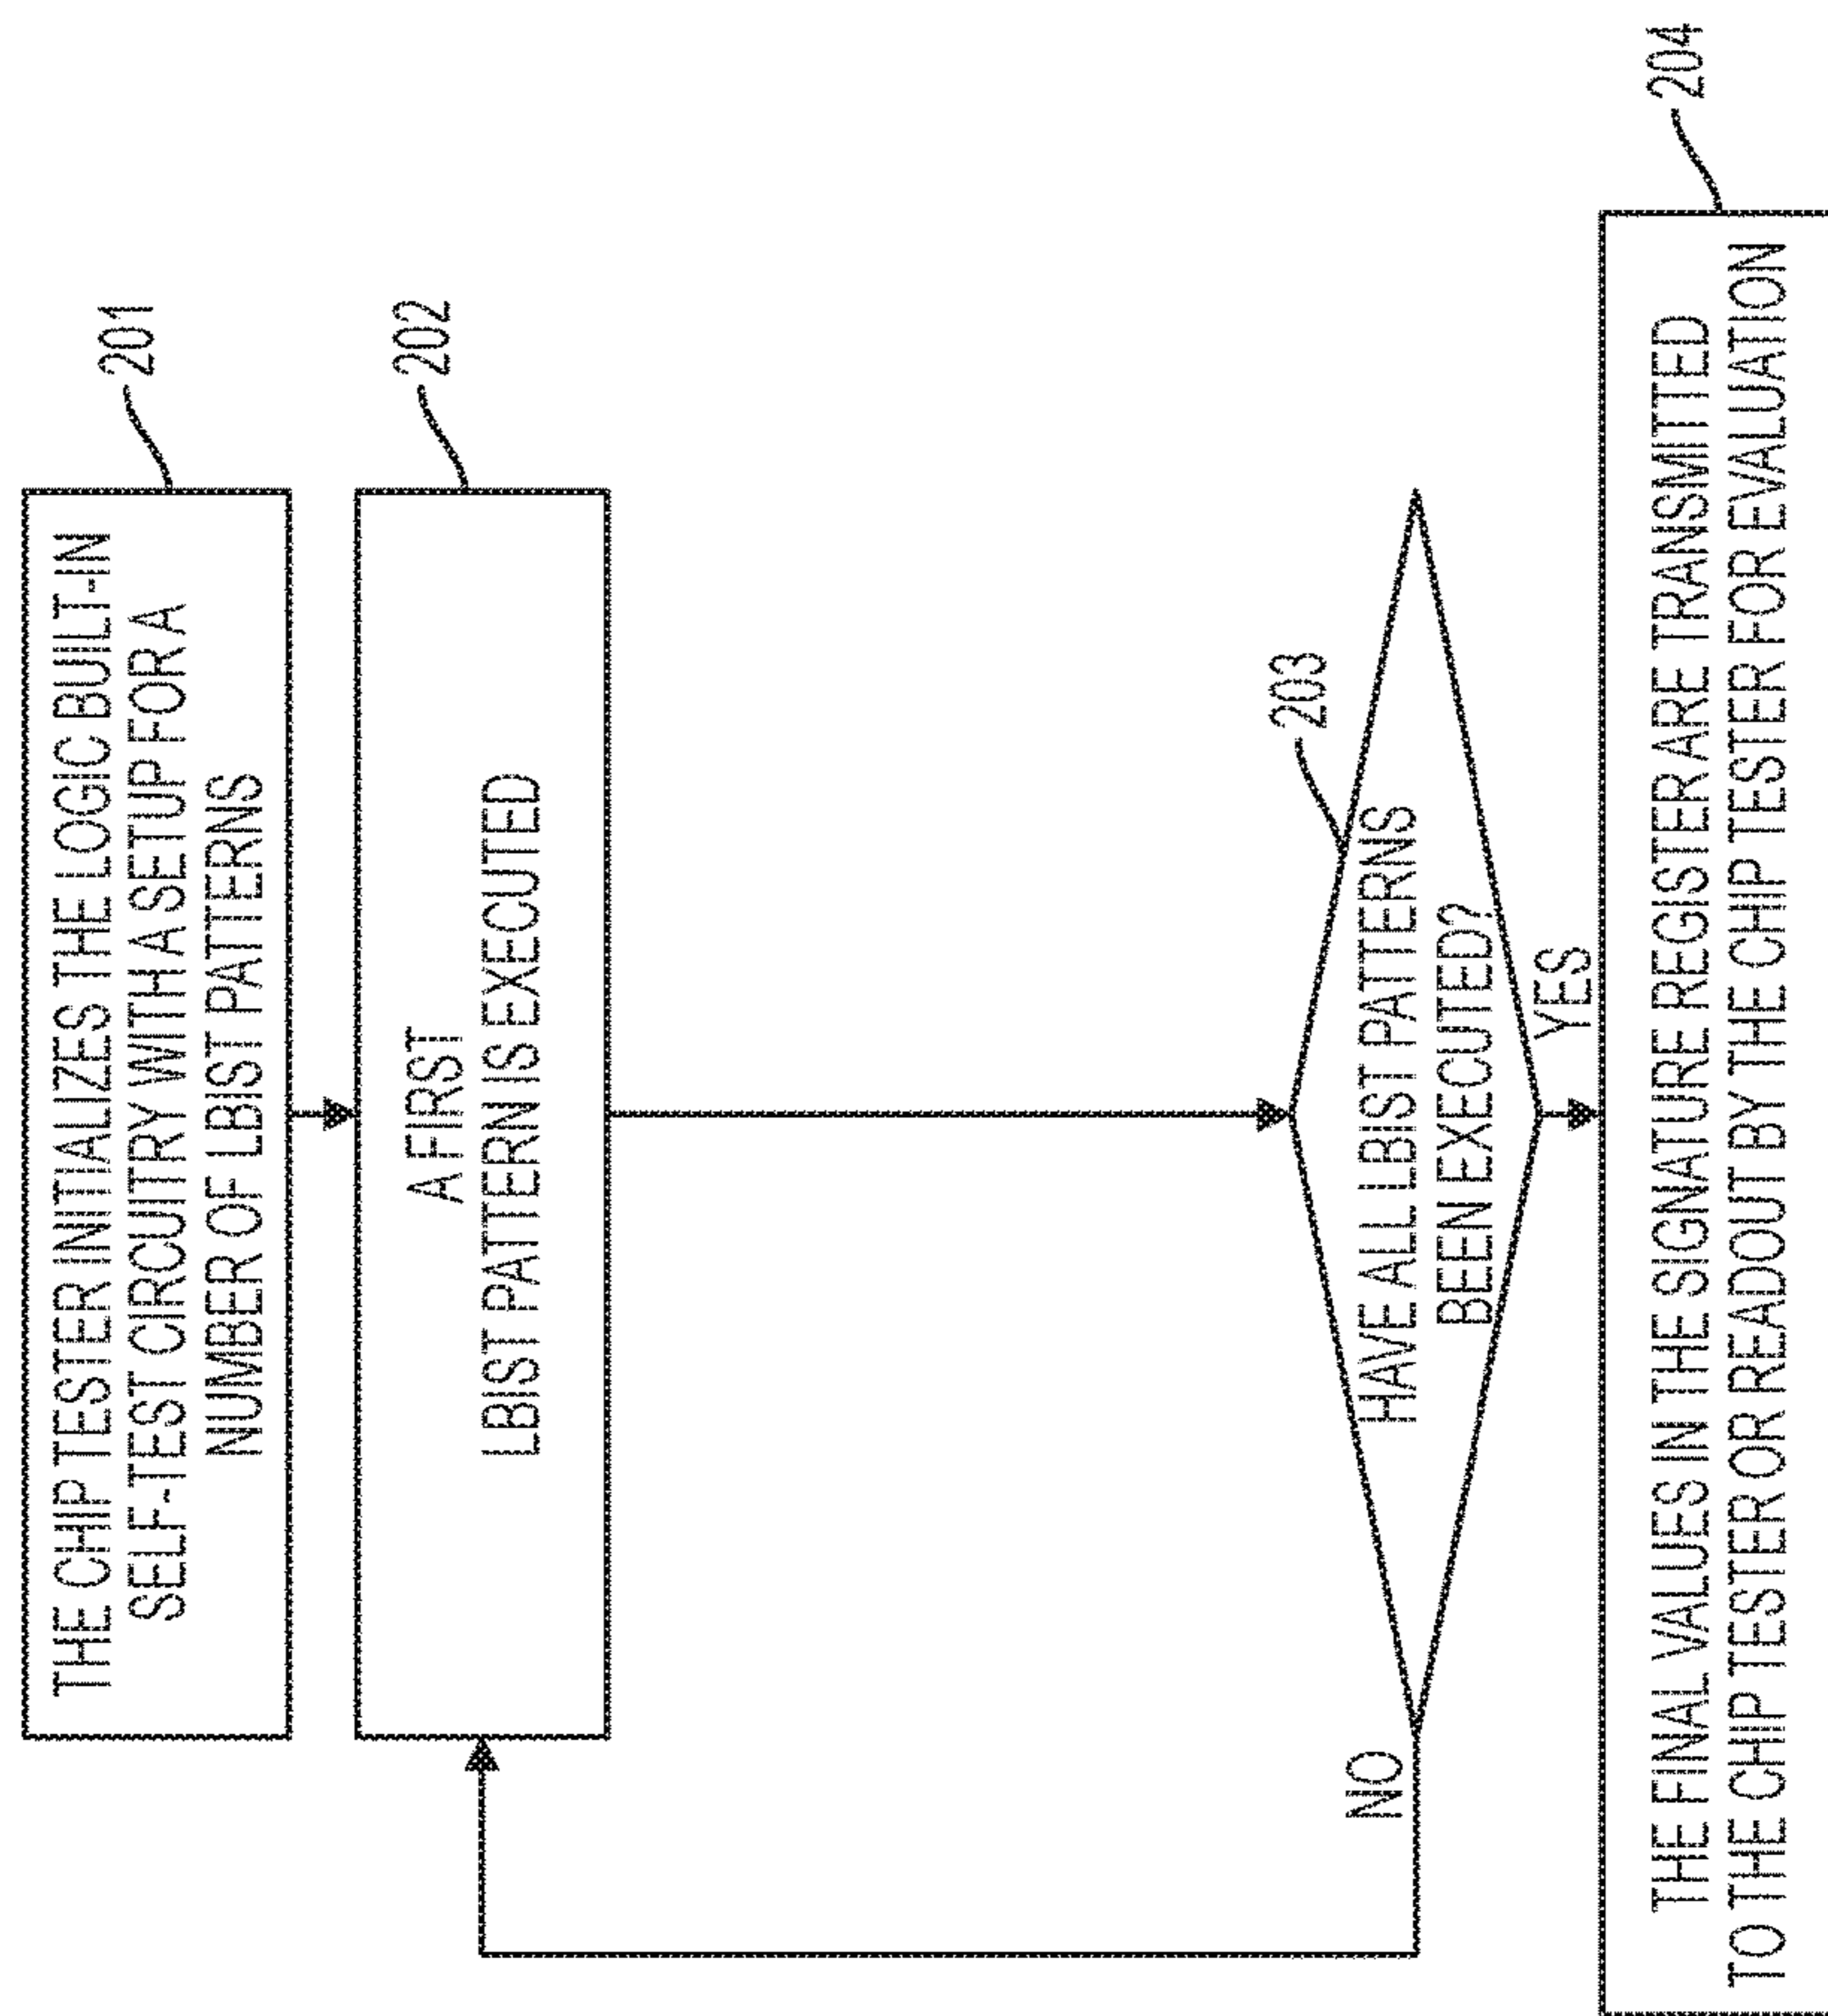 THE CHIP TESTER INITIALIZES THE LOGIC BUILT-IN
SELF-TEST CIRCUITRY WITH A SETUP FOR A
NUMBER OF LBIST PATTERNS
201
A FIRST
LBIST PATTERN IS EXECUTED
202
HAVE ALL LBIST PATTERNS
BEEN EXECUTED?
203
NO
YES
THE FINAL VALUES IN THE SIGNATURE REGISTER ARE TRANSMITTED
TO THE CHIP TESTER OR READOUT BY THE CHIP TESTER FOR EVALUATION
204